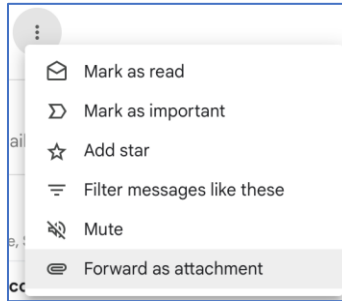 Mark as read
Mark as important
Add star
Filter messages like these
Mute
Forward as attachment